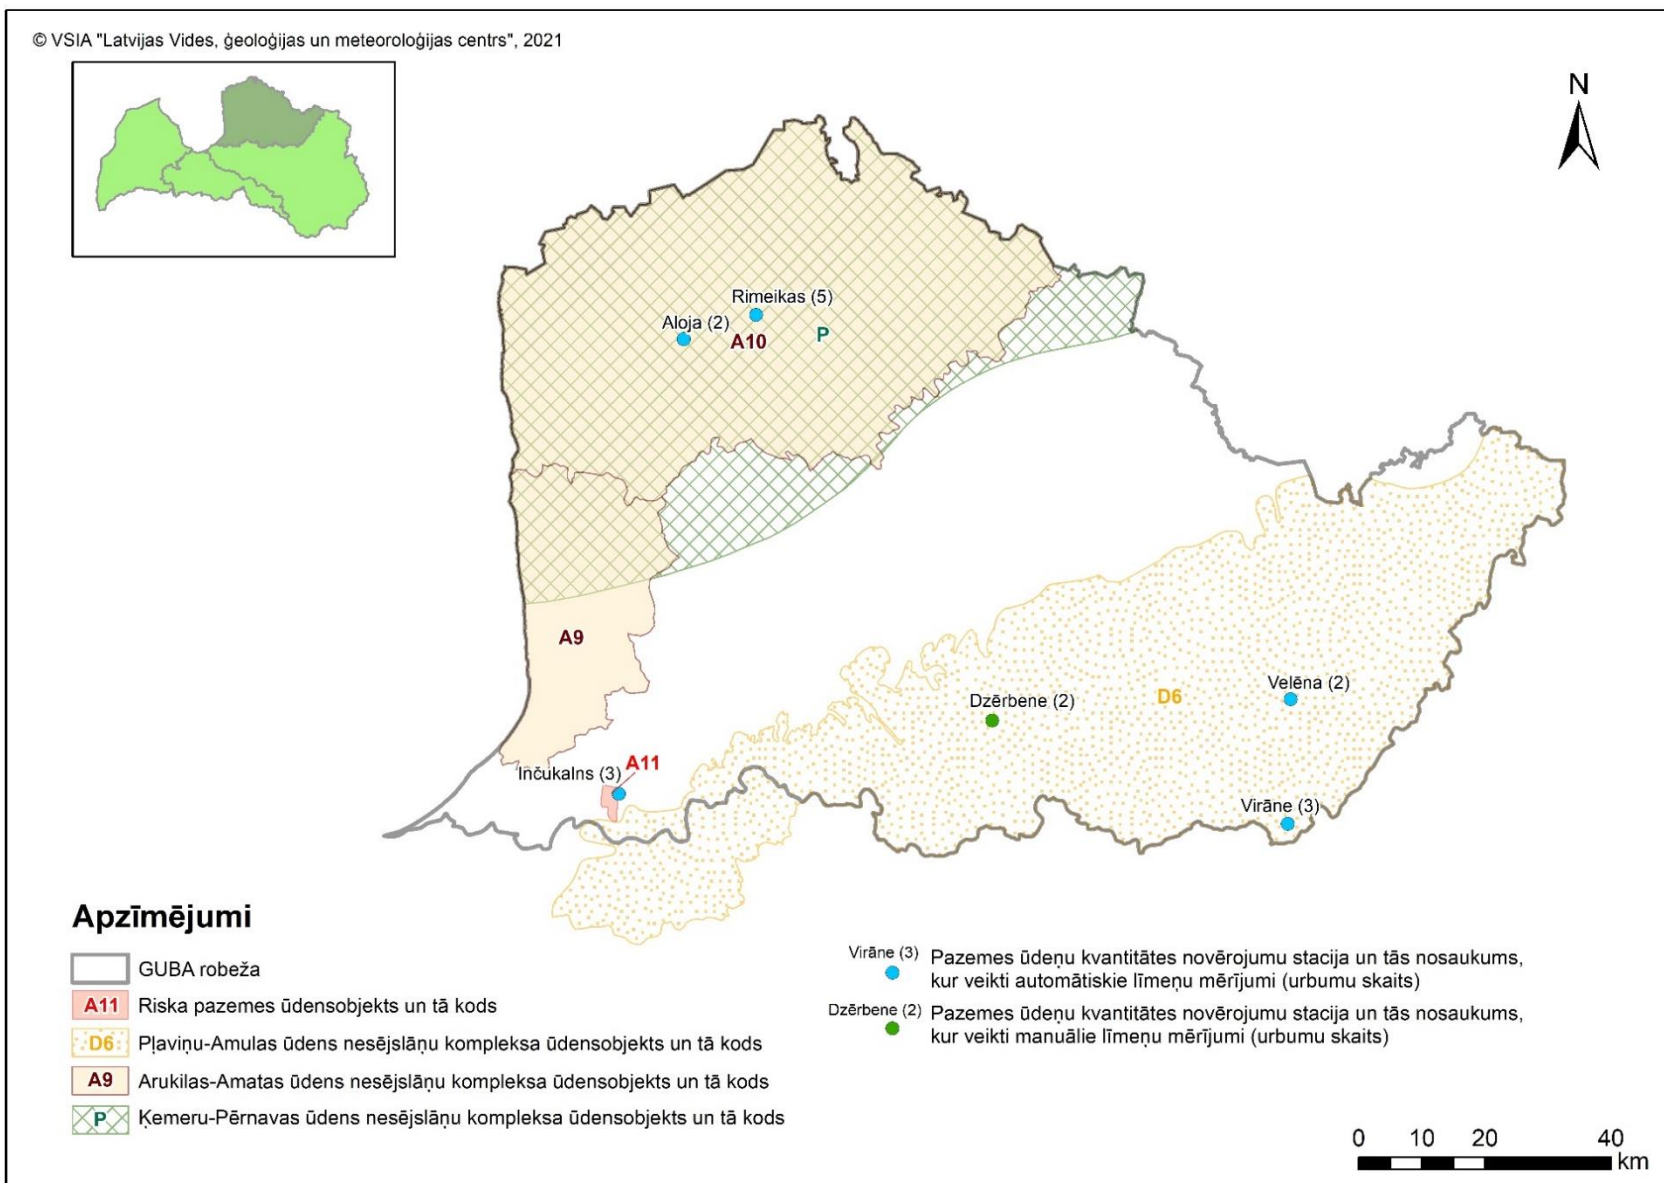 © VSIA "Latvijas Vides, ģeoloģijas un meteoroloģijas centrs", 2021
N
Rimeikas (5)
Aloja (2)
A10
P
A9
Dzērbene (2)
D6
Velēna (2)
Inčukalns (3)
A11
Virāne (3)
Apzīmējumi
GUBA robeža
A11 Riska pazemes ūdensobjekts un tā kods
D6 Pļaviņu-Amulas ūdens nesējslāņu kompleksa ūdensobjekts un tā kods
A9 Arukilas-Amatas ūdens nesējslāņu kompleksa ūdensobjekts un tā kods
P Ķemeru-Pērnavas ūdens nesējslāņu kompleksa ūdensobjekts un tā kods
Virāne (3) Pazemes ūdeņu kvantitātes novērojumu stacija un tās nosaukums,
kur veikti automātiskie līmeņu mērījumi (urbumu skaits)
Dzērbene (2) Pazemes ūdeņu kvantitātes novērojumu stacija un tās nosaukums,
kur veikti manuālie līmeņu mērījumi (urbumu skaits)
0 10 20 40
km